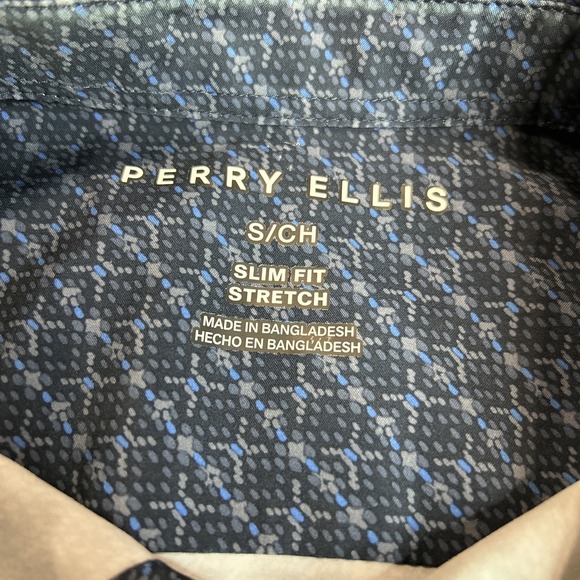 PERRY ELLIS
S/CH
SLIM FIT
STRETCH
MADE IN BANGLADESH
HECHO EN BANGLADESH